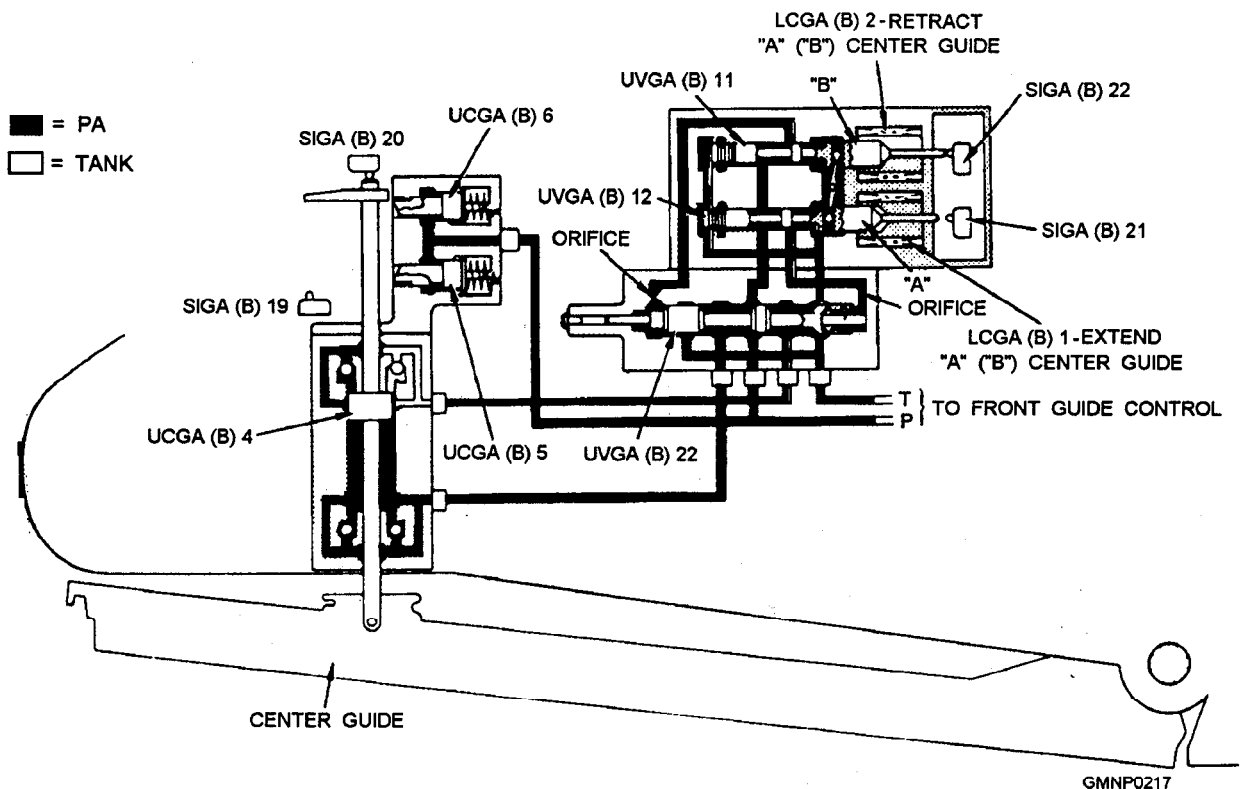 LCGA (B) 2-RETRACT
"A" ("B") CENTER GUIDE
UVGA (B) 11
"B"
SIGA (B) 22
= PA
= TANK
SIGA (B) 20
UCGA (B) 6
UVGA (B) 12
ORIFICE
SIGA (B) 21
"A"
ORIFICE
SIGA (B) 19
LCGA (B) 1-EXTEND
"A" ("B") CENTER GUIDE
T
P
TO FRONT GUIDE CONTROL
UCGA (B) 4
UCGA (B) 5
UVGA (B) 22
CENTER GUIDE
GMNP0217